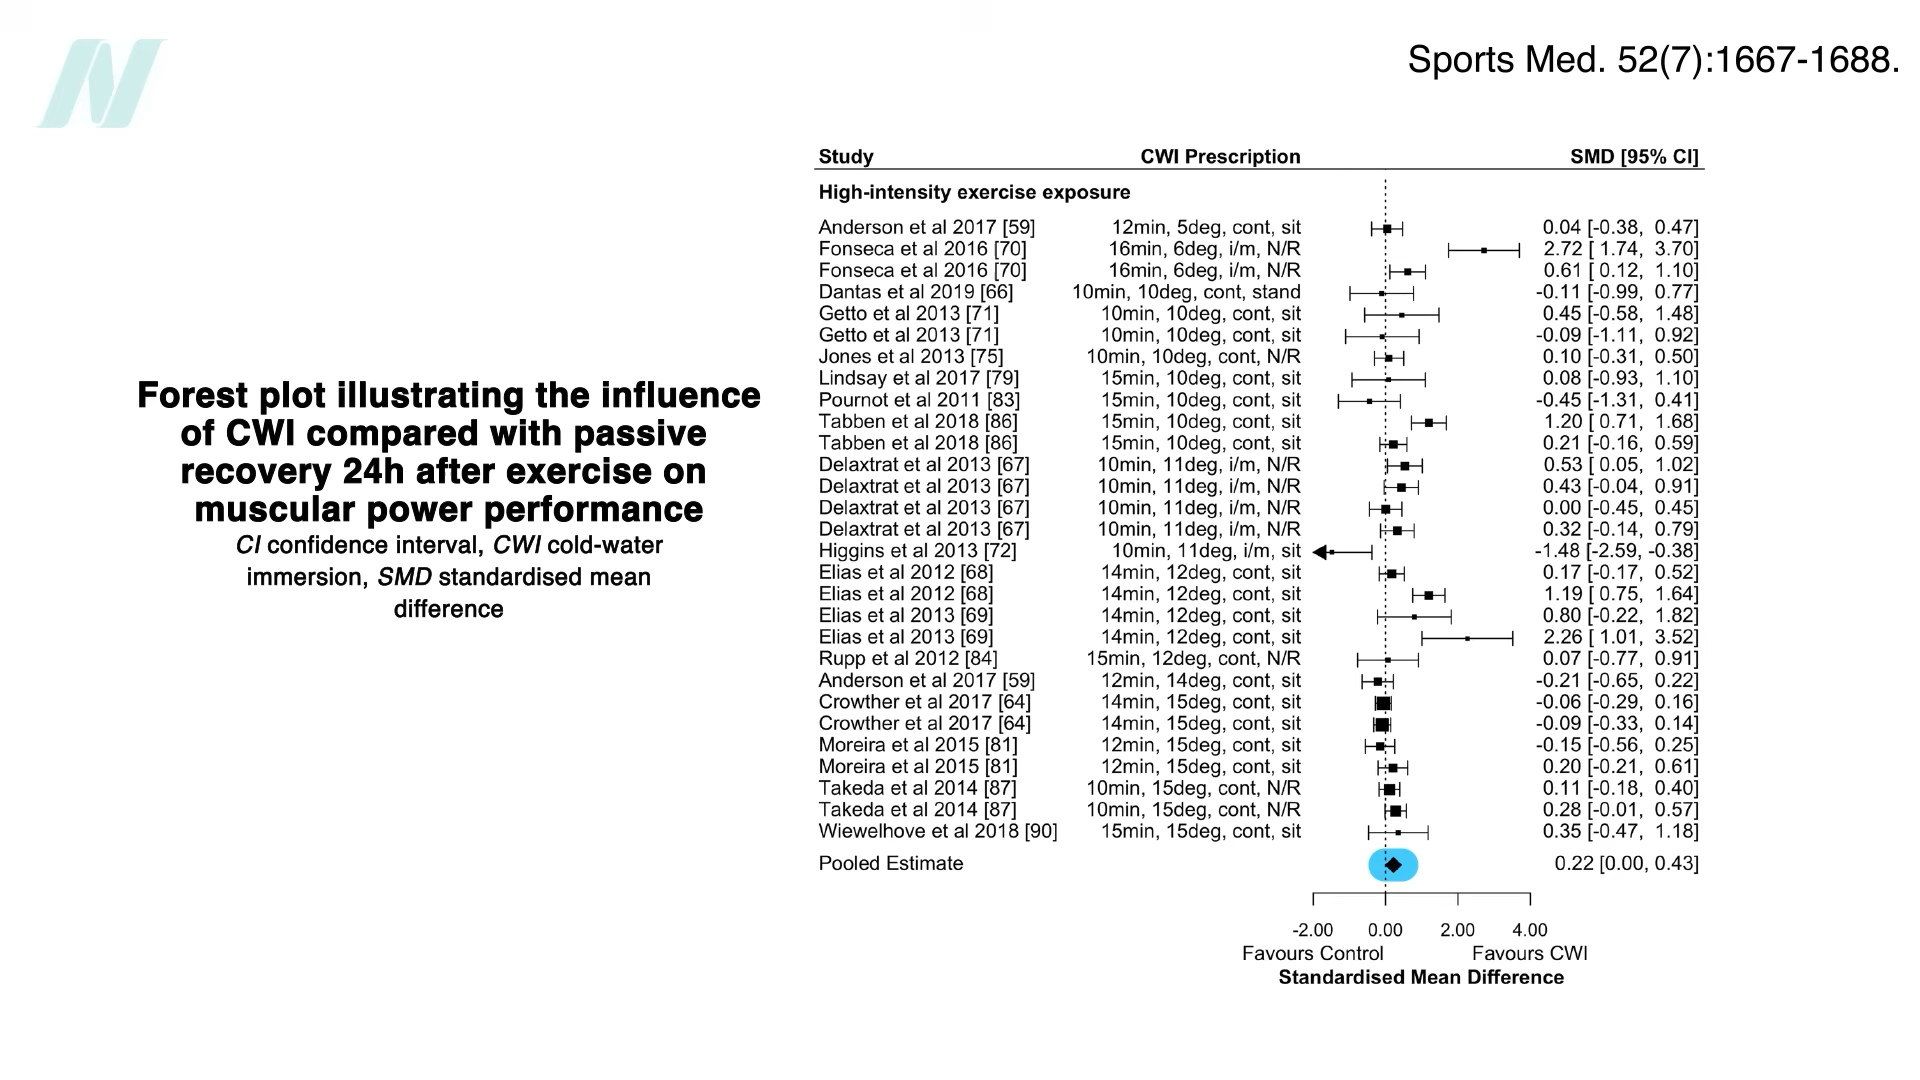 Sports Med. 52(7):1667-1688.
Forest plot illustrating the influence
of CWI compared with passive
recovery 24h after exercise on
muscular power performance
CI confidence interval, CWI cold-water
immersion, SMD standardised mean
difference
Study CWI Prescription SMD [95% CI]
High-intensity exercise exposure
Anderson et al 2017 [59] 12min, 5deg, cont, sit 0.04 [-0.38, 0.47]
Fonseca et al 2016 [70] 16min, 6deg, i/m, N/R 2.72 [ 1.74, 3.70]
Fonseca et al 2016 [70] 16min, 6deg, i/m, N/R 0.61 [ 0.12, 1.10]
Dantas et al 2019 [66] 10min, 10deg, cont, stand -0.11 [-0.99, 0.77]
Getto et al 2013 [71] 10min, 10deg, cont, sit 0.45 [-0.58, 1.48]
Getto et al 2013 [71] 10min, 10deg, cont, sit -0.09 [-1.11, 0.92]
Jones et al 2013 [75] 10min, 10deg, cont, N/R 0.10 [-0.31, 0.50]
Lindsay et al 2017 [79] 15min, 10deg, cont, sit 0.08 [-0.93, 1.10]
Pournot et al 2011 [83] 15min, 10deg, cont, sit -0.45 [-1.31, 0.41]
Tabben et al 2018 [86] 15min, 10deg, cont, sit 1.20 [ 0.71, 1.68]
Tabben et al 2018 [86] 15min, 10deg, cont, sit 0.21 [-0.16, 0.59]
Delaxtrat et al 2013 [67] 10min, 11deg, i/m, N/R 0.53 [ 0.05, 1.02]
Delaxtrat et al 2013 [67] 10min, 11deg, i/m, N/R 0.43 [-0.04, 0.91]
Delaxtrat et al 2013 [67] 10min, 11deg, i/m, N/R 0.00 [-0.45, 0.45]
Delaxtrat et al 2013 [67] 10min, 11deg, i/m, N/R 0.32 [-0.14, 0.79]
Higgins et al 2013 [72] 10min, 11deg, i/m, sit -1.48 [-2.59, -0.38]
Elias et al 2012 [68] 14min, 12deg, cont, sit 0.17 [-0.17, 0.52]
Elias et al 2012 [68] 14min, 12deg, cont, sit 1.19 [ 0.75, 1.64]
Elias et al 2013 [69] 14min, 12deg, cont, sit 0.80 [-0.22, 1.82]
Elias et al 2013 [69] 14min, 12deg, cont, sit 2.26 [ 1.01, 3.52]
Rupp et al 2012 [84] 15min, 12deg, cont, N/R 0.07 [-0.77, 0.91]
Anderson et al 2017 [59] 12min, 14deg, cont, sit -0.21 [-0.65, 0.22]
Crowther et al 2017 [64] 14min, 15deg, cont, sit -0.06 [-0.29, 0.16]
Crowther et al 2017 [64] 14min, 15deg, cont, sit -0.09 [-0.33, 0.14]
Moreira et al 2015 [81] 12min, 15deg, cont, sit -0.15 [-0.56, 0.25]
Moreira et al 2015 [81] 12min, 15deg, cont, sit 0.20 [-0.21, 0.61]
Takeda et al 2014 [87] 10min, 15deg, cont, N/R 0.11 [-0.18, 0.40]
Takeda et al 2014 [87] 10min, 15deg, cont, N/R 0.28 [-0.01, 0.57]
Wiewelhove et al 2018 [90] 15min, 15deg, cont, sit 0.35 [-0.47, 1.18]
Pooled Estimate 0.22 [0.00, 0.43]
-2.00 0.00 2.00 4.00
Favours Control Favours CWI
Standardised Mean Difference